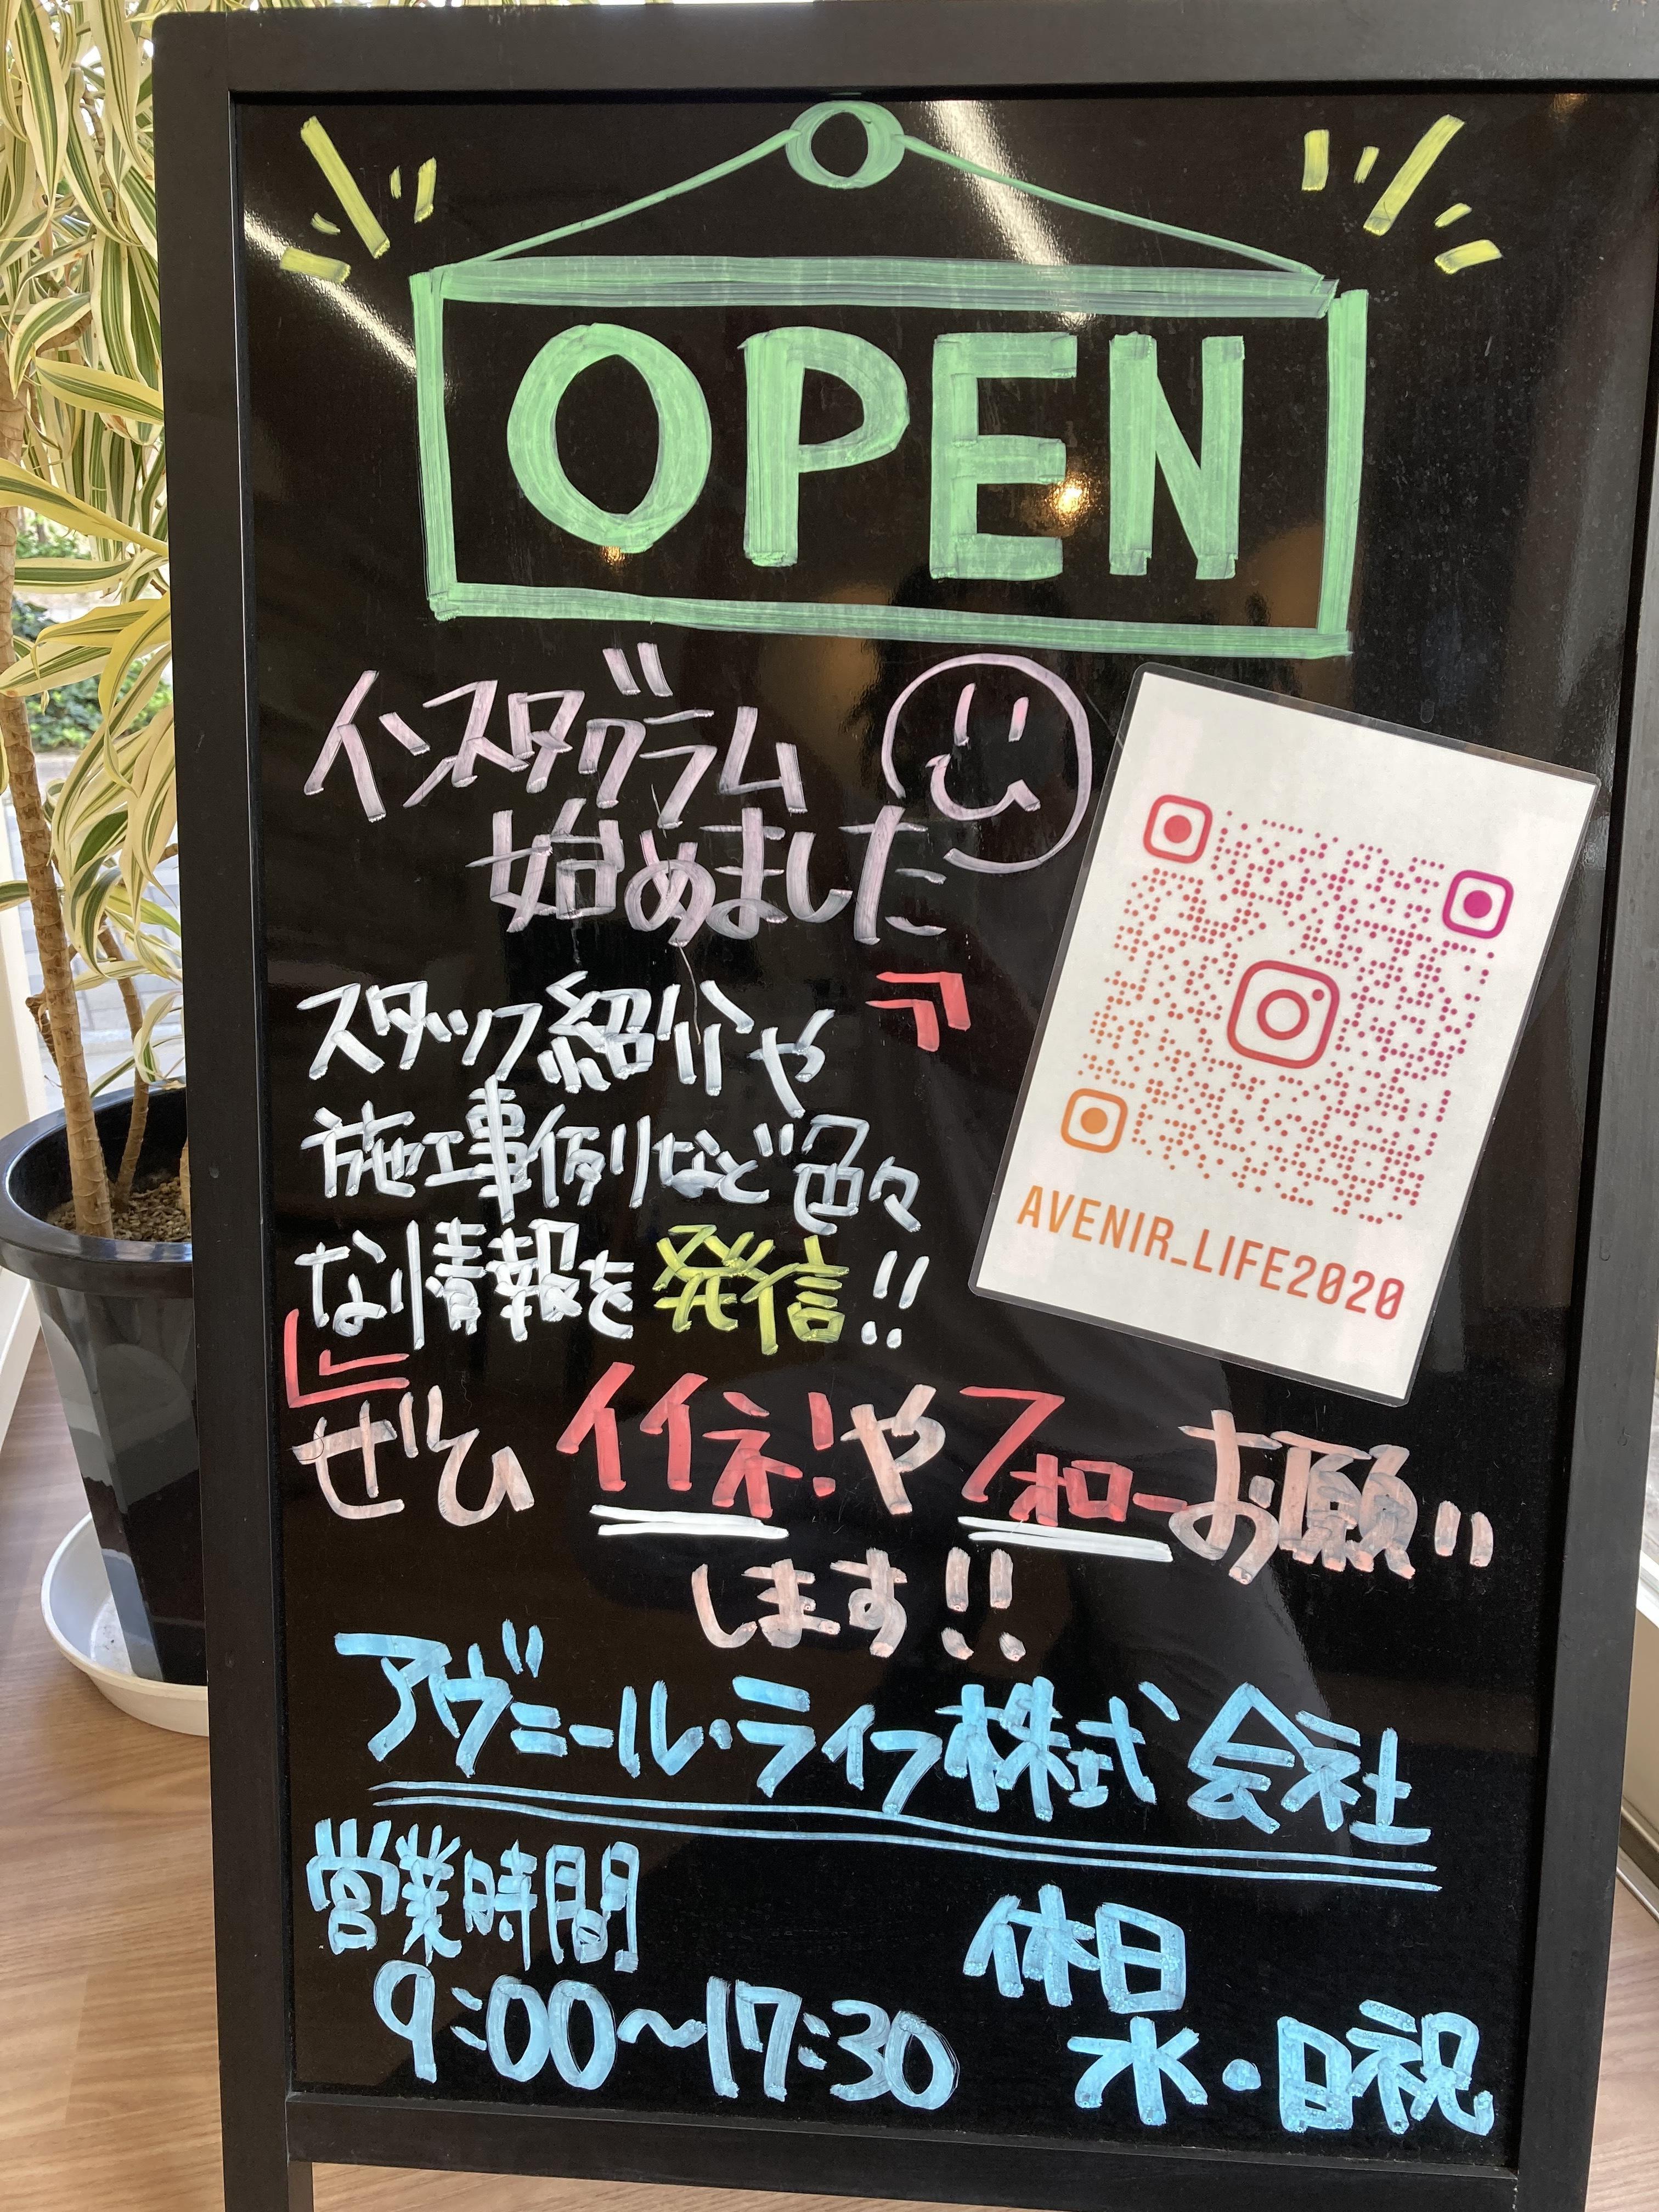 OPEN
インスタグラム
始めました
スタッフ紹介や
施工事例など色々
な情報を発信!!
AVENIR_LIFE2020
ぜひイイネ!やフォローお願い
します!!
アヴニール・ライフ株式会社
営業時間
9:00～17:30
休日
水・日祝